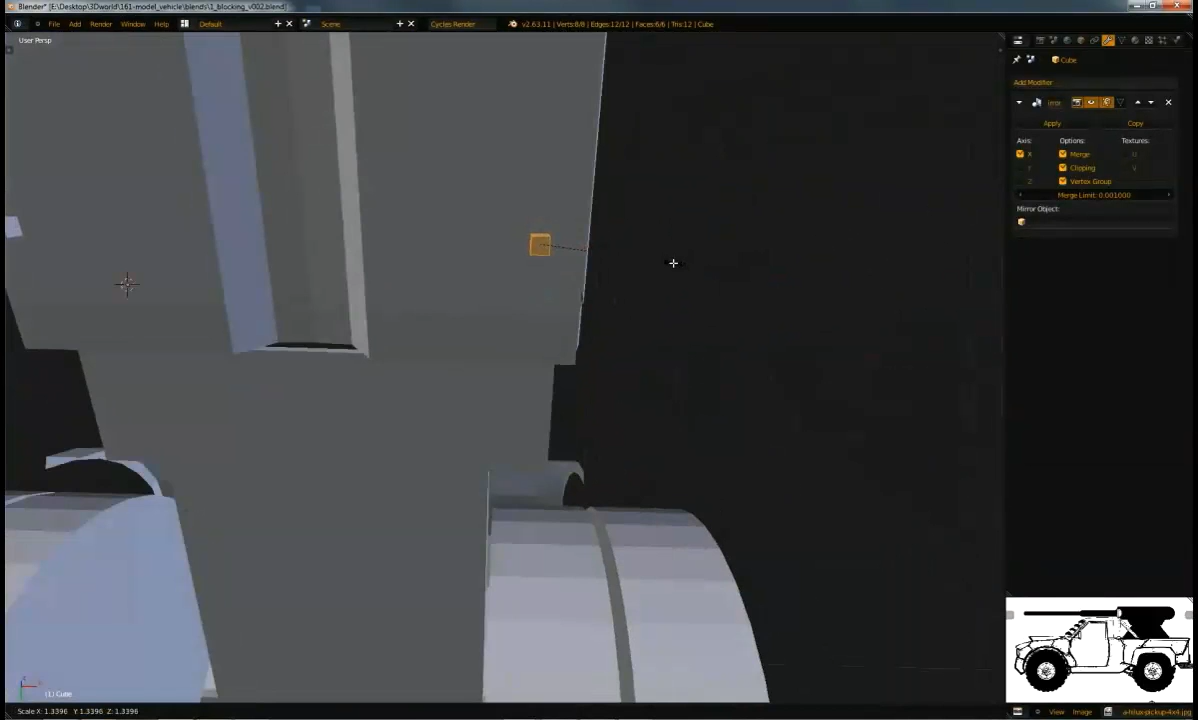 Blender* [E:\Desktop\3Dworld\161-model_vehicle\blends\1_blocking_v002.blend]
File Add Render Window Help Default Scene Cycles Render v2.63.11 | Verts:8/8 | Edges:12/12 | Faces:6/6 | Tris:12 | Cube
User Persp
Cube
Add Modifier
Apply Copy
Axis: Options: Textures:
X Merge U
Y Clipping V
Z Vertex Group
Merge Limit: 0.001000
Mirror Object:
(1) Cube
Scale X: 1.3396 Y: 1.3396 Z: 1.3396
View Image